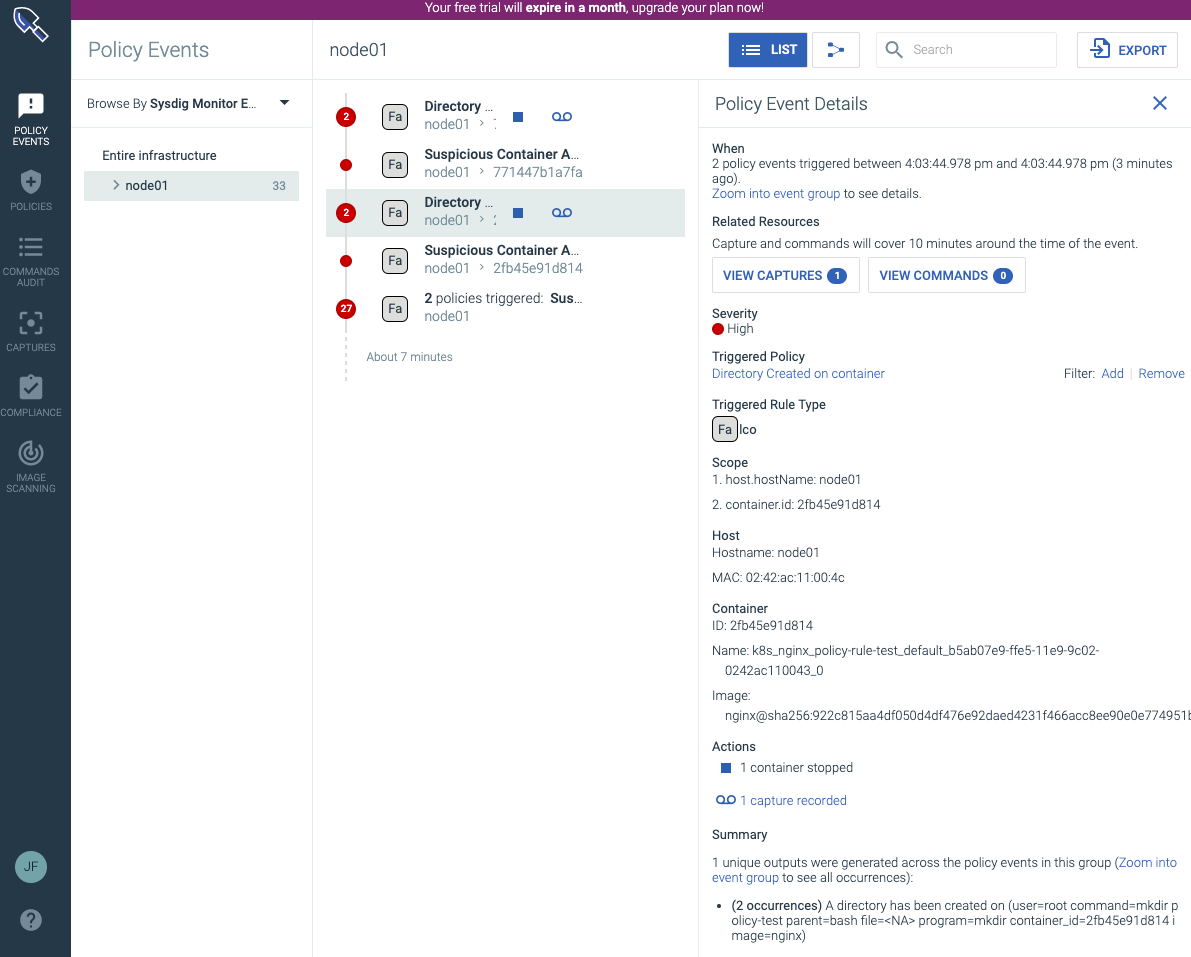 Your free trial will expire in a month, upgrade your plan now!
POLICY
EVENTS
POLICIES
COMMANDS
AUDIT
CAPTURES
COMPLIANCE
IMAGE
SCANNING
JF
?
Policy Events
Browse By Sysdig Monitor E...
Entire infrastructure
node01 33
node01
LIST
Search
EXPORT
2 Fa Directory ...
node01 >
Fa Suspicious Container A...
node01 > 771447b1a7fa
2 Fa Directory ...
node01 >
Fa Suspicious Container A...
node01 > 2fb45e91d814
27 Fa 2 policies triggered: Sus...
node01
About 7 minutes
Policy Event Details
When
2 policy events triggered between 4:03:44.978 pm and 4:03:44.978 pm (3 minutes
ago).
Zoom into event group to see details.
Related Resources
Capture and commands will cover 10 minutes around the time of the event.
VIEW CAPTURES 1 VIEW COMMANDS 0
Severity
High
Triggered Policy
Directory Created on container Filter: Add | Remove
Triggered Rule Type
Fa lco
Scope
1. host.hostName: node01
2. container.id: 2fb45e91d814
Host
Hostname: node01
MAC: 02:42:ac:11:00:4c
Container
ID: 2fb45e91d814
Name: k8s_nginx_policy-rule-test_default_b5ab07e9-ffe5-11e9-9c02-
0242ac110043_0
Image:
nginx@sha256:922c815aa4df050d4df476e92daed4231f466acc8ee90e0e774951b
Actions
1 container stopped
1 capture recorded
Summary
1 unique outputs were generated across the policy events in this group (Zoom into
event group to see all occurrences):
• (2 occurrences) A directory has been created on (user=root command=mkdir p
olicy-test parent=bash file=<NA> program=mkdir container_id=2fb45e91d814 i
mage=nginx)